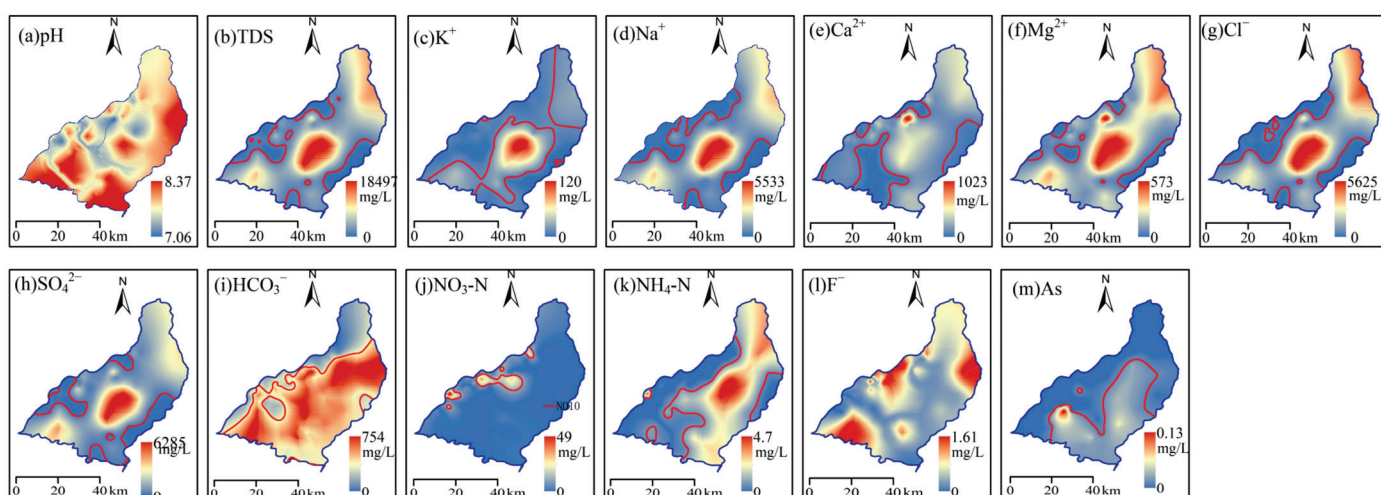 N N N N N N N
(a)pH (b)TDS (c)K⁺ (d)Na⁺ (e)Ca²⁺ (f)Mg²⁺ (g)Cl⁻
8.37 18497 120 5533 1023 573 5625
mg/L mg/L mg/L mg/L mg/L mg/L
7.06 0 0 0 0 0 0
0 20 40 km 0 20 40 km 0 20 40 km 0 20 40 km 0 20 40 km 0 20 40 km 0 20 40 km
N N N N N N
(h)SO₄²⁻ (i)HCO₃⁻ (j)NO₃-N (k)NH₄-N (l)F⁻ (m)As
6285 754 49 4.7 1.61 0.13
mg/L mg/L mg/L mg/L mg/L mg/L
0 0 0 0 0
0 20 40 km 0 20 40 km 0 20 40 km 0 20 40 km 0 20 40 km 0 20 40 km